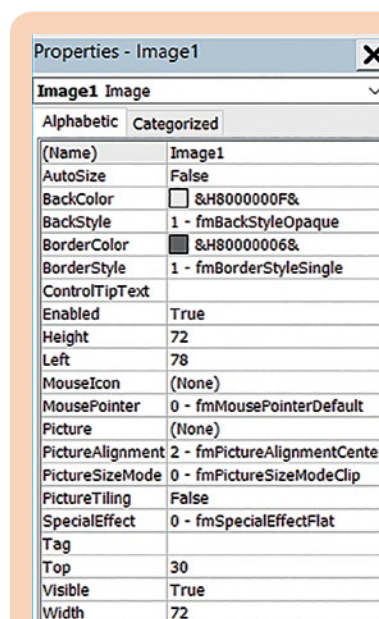 Properties - Image1
Image1 Image
Alphabetic Categorized
(Name) Image1
AutoSize False
BackColor &H8000000F&
BackStyle 1 - fmBackStyleOpaque
BorderColor &H80000006&
BorderStyle 1 - fmBorderStyleSingle
ControlTipText
Enabled True
Height 72
Left 78
MouseIcon (None)
MousePointer 0 - fmMousePointerDefault
Picture (None)
PictureAlignment 2 - fmPictureAlignmentCente
PictureSizeMode 0 - fmPictureSizeModeClip
PictureTiling False
SpecialEffect 0 - fmSpecialEffectFlat
Tag
Top 30
Visible True
Width 72